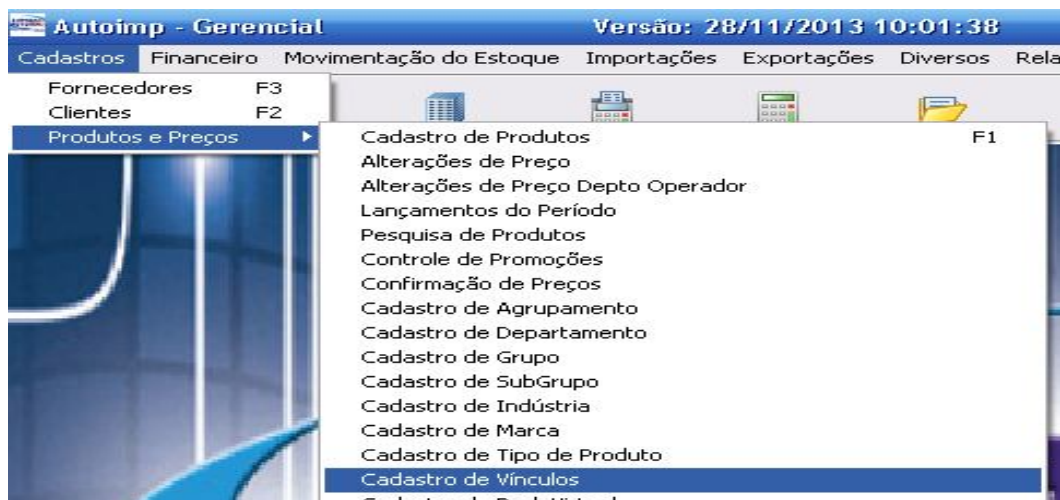 Autoimp - Gerencial Versão: 28/11/2013 10:01:38
Cadastros Financeiro Movimentação do Estoque Importações Exportações Diversos Rela
Fornecedores F3
Clientes F2
Produtos e Preços
Cadastro de Produtos F1
Alterações de Preço
Alterações de Preço Depto Operador
Lançamentos do Período
Pesquisa de Produtos
Controle de Promoções
Confirmação de Preços
Cadastro de Agrupamento
Cadastro de Departamento
Cadastro de Grupo
Cadastro de SubGrupo
Cadastro de Indústria
Cadastro de Marca
Cadastro de Tipo de Produto
Cadastro de Vínculos